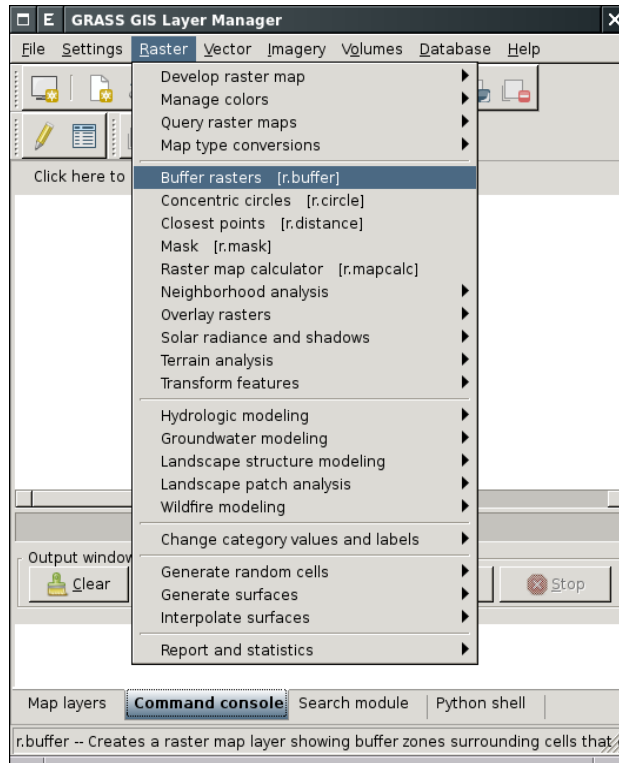 E GRASS GIS Layer Manager X
File Settings Raster Vector Imagery Volumes Database Help
Develop raster map
Manage colors
Query raster maps
Map type conversions
Click here to
Buffer rasters [r.buffer]
Concentric circles [r.circle]
Closest points [r.distance]
Mask [r.mask]
Raster map calculator [r.mapcalc]
Neighborhood analysis
Overlay rasters
Solar radiance and shadows
Terrain analysis
Transform features
Hydrologic modeling
Groundwater modeling
Landscape structure modeling
Landscape patch analysis
Wildfire modeling
Change category values and labels
Output window
Generate random cells
Clear Stop
Generate surfaces
Interpolate surfaces
Report and statistics
Map layers Command console Search module Python shell
r.buffer -- Creates a raster map layer showing buffer zones surrounding cells that